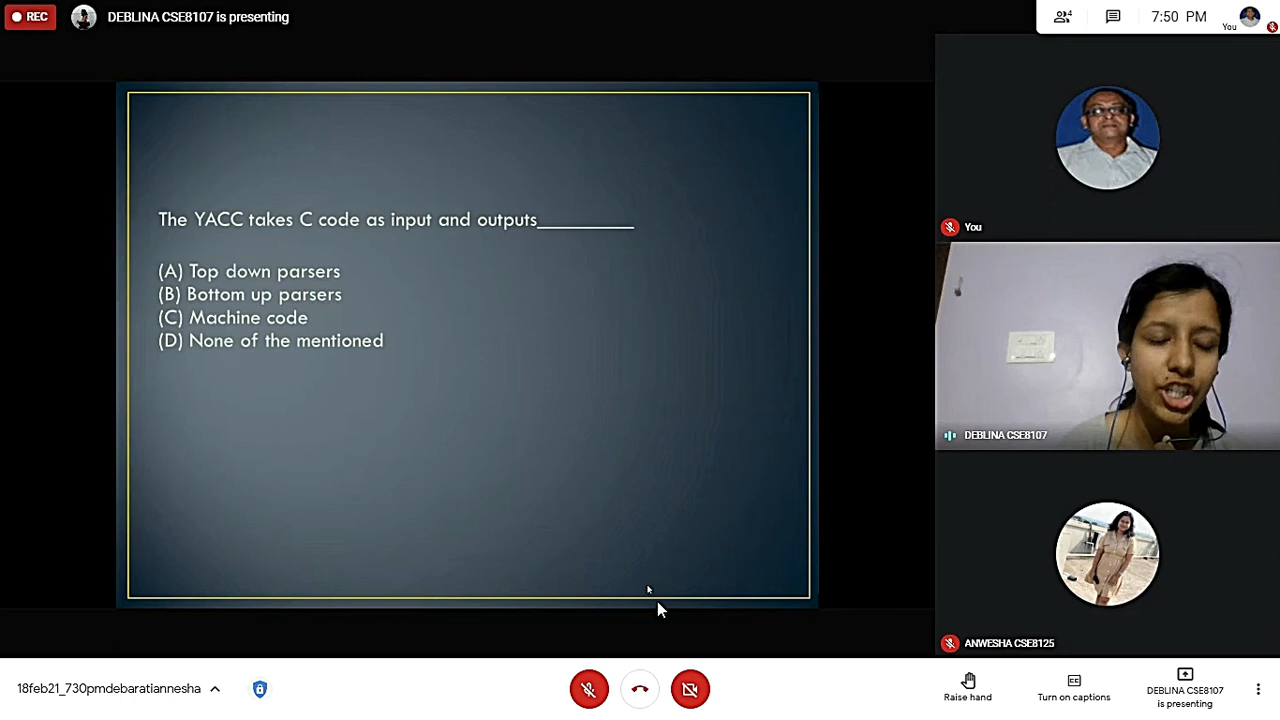 REC
DEBLINA CSE8107 is presenting
4
7:50 PM
You
The YACC takes C code as input and outputs__________
(A) Top down parsers
(B) Bottom up parsers
(C) Machine code
(D) None of the mentioned
You
DEBLINA CSE8107
ANWESHA CSE8125
18feb21_730pmdebaratiannesha
Raise hand
Turn on captions
DEBLINA CSE8107
is presenting